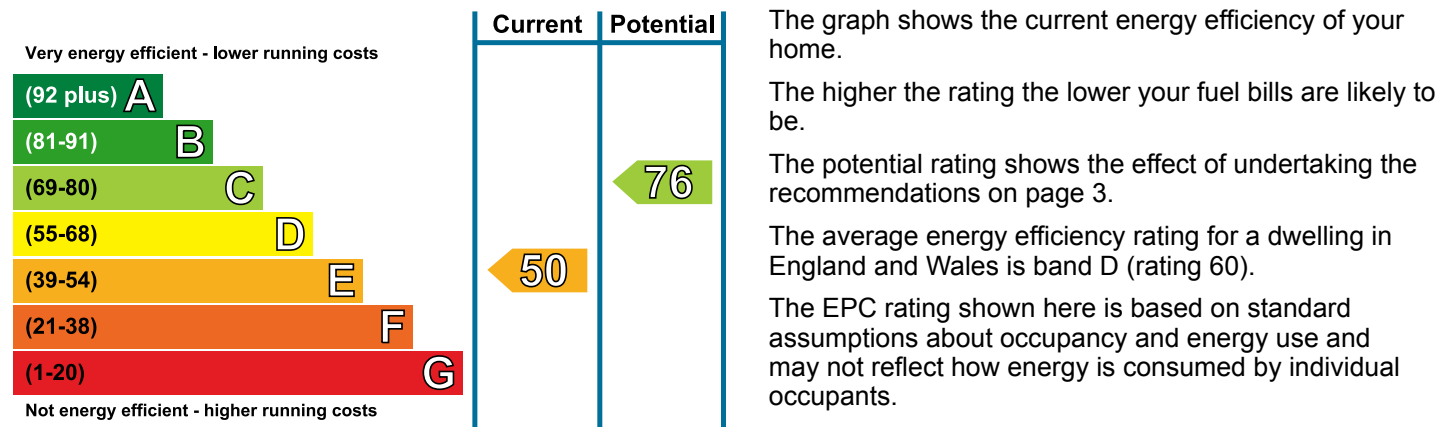 Current Potential
Very energy efficient - lower running costs
(92 plus) A
(81-91) B
(69-80) C
(55-68) D
(39-54) E
(21-38) F
(1-20) G
Not energy efficient - higher running costs
50
76
The graph shows the current energy efficiency of your
home.
The higher the rating the lower your fuel bills are likely to
be.
The potential rating shows the effect of undertaking the
recommendations on page 3.
The average energy efficiency rating for a dwelling in
England and Wales is band D (rating 60).
The EPC rating shown here is based on standard
assumptions about occupancy and energy use and
may not reflect how energy is consumed by individual
occupants.